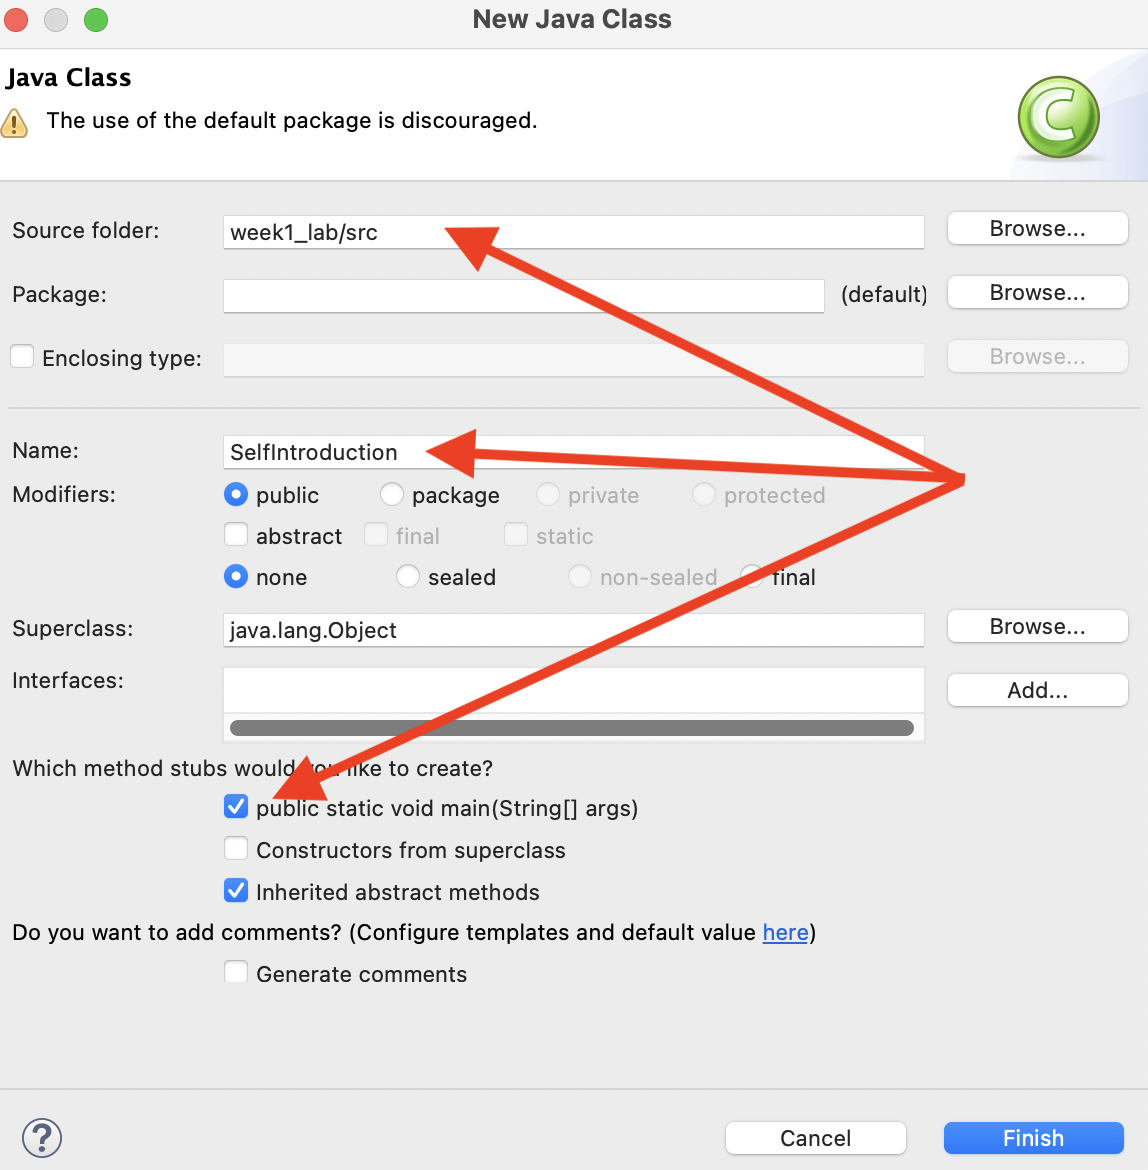 New Java Class
Java Class
The use of the default package is discouraged.
Source folder: week1_lab/src Browse...
Package: (default) Browse...
Enclosing type: Browse...
Name: SelfIntroduction
Modifiers: public package private protected
abstract final static
none sealed non-sealed final
Superclass: java.lang.Object Browse...
Interfaces: Add...
Which method stubs would you like to create?
public static void main(String[] args)
Constructors from superclass
Inherited abstract methods
Do you want to add comments? (Configure templates and default value here)
Generate comments
? Cancel Finish